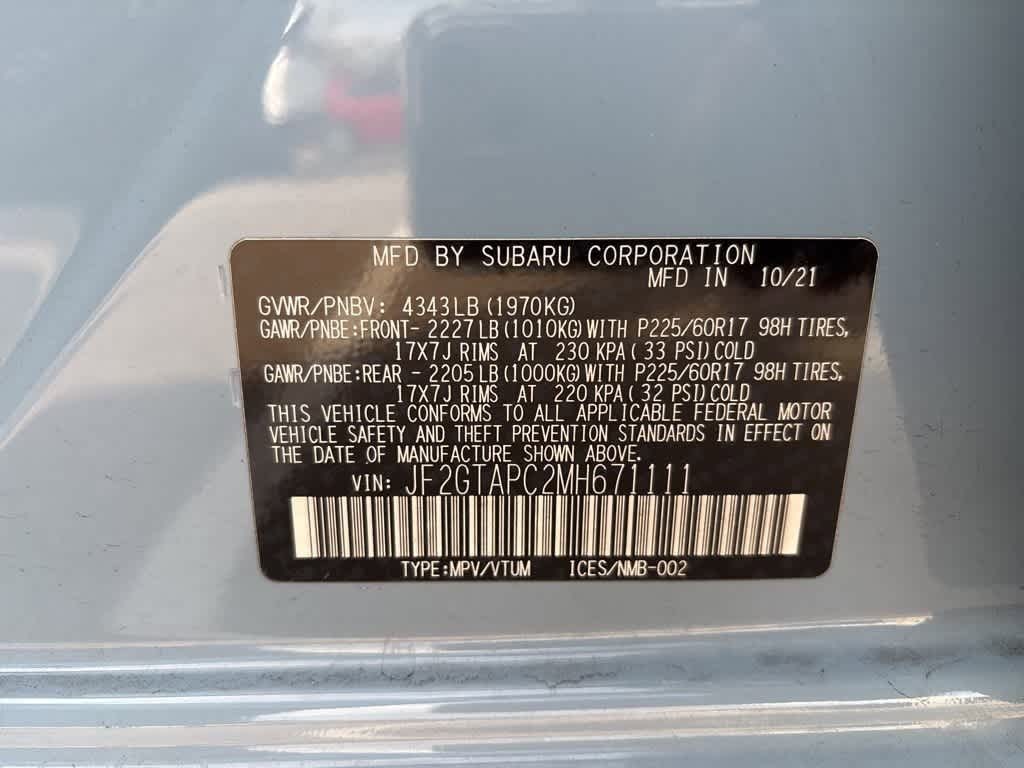 MFD BY SUBARU CORPORATION
MFD IN 10/21
GVWR/PNBV: 4343LB (1970KG)
GAWR/PNBE:FRONT- 2227LB(1010KG)WITH P225/60R17 98H TIRES,
17X7J RIMS AT 230 KPA( 33 PSI)COLD
GAWR/PNBE:REAR - 2205LB(1000KG)WITH P225/60R17 98H TIRES,
17X7J RIMS AT 220 KPA( 32 PSI)COLD
THIS VEHICLE CONFORMS TO ALL APPLICABLE FEDERAL MOTOR
VEHICLE SAFETY AND THEFT PREVENTION STANDARDS IN EFFECT ON
THE DATE OF MANUFACTURE SHOWN ABOVE.
VIN: JF2GTAPC2MH671111
TYPE:MPV/VTUM ICES/NMB-002